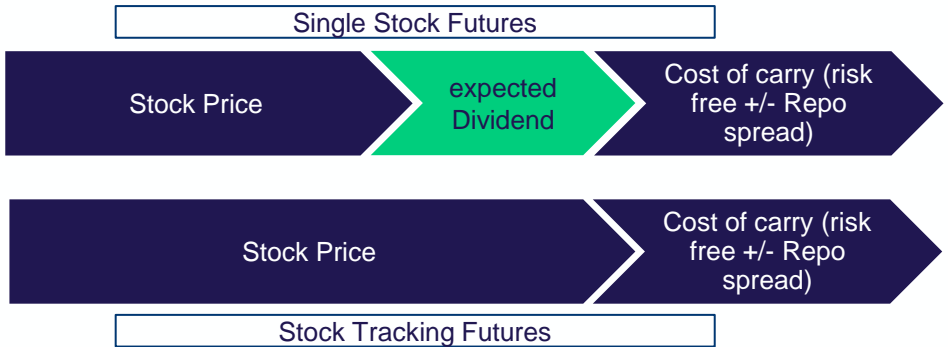 Single Stock Futures
Stock Price
expected
Dividend
Cost of carry (risk
free +/- Repo
spread)
Stock Price
Cost of carry (risk
free +/- Repo
spread)
Stock Tracking Futures